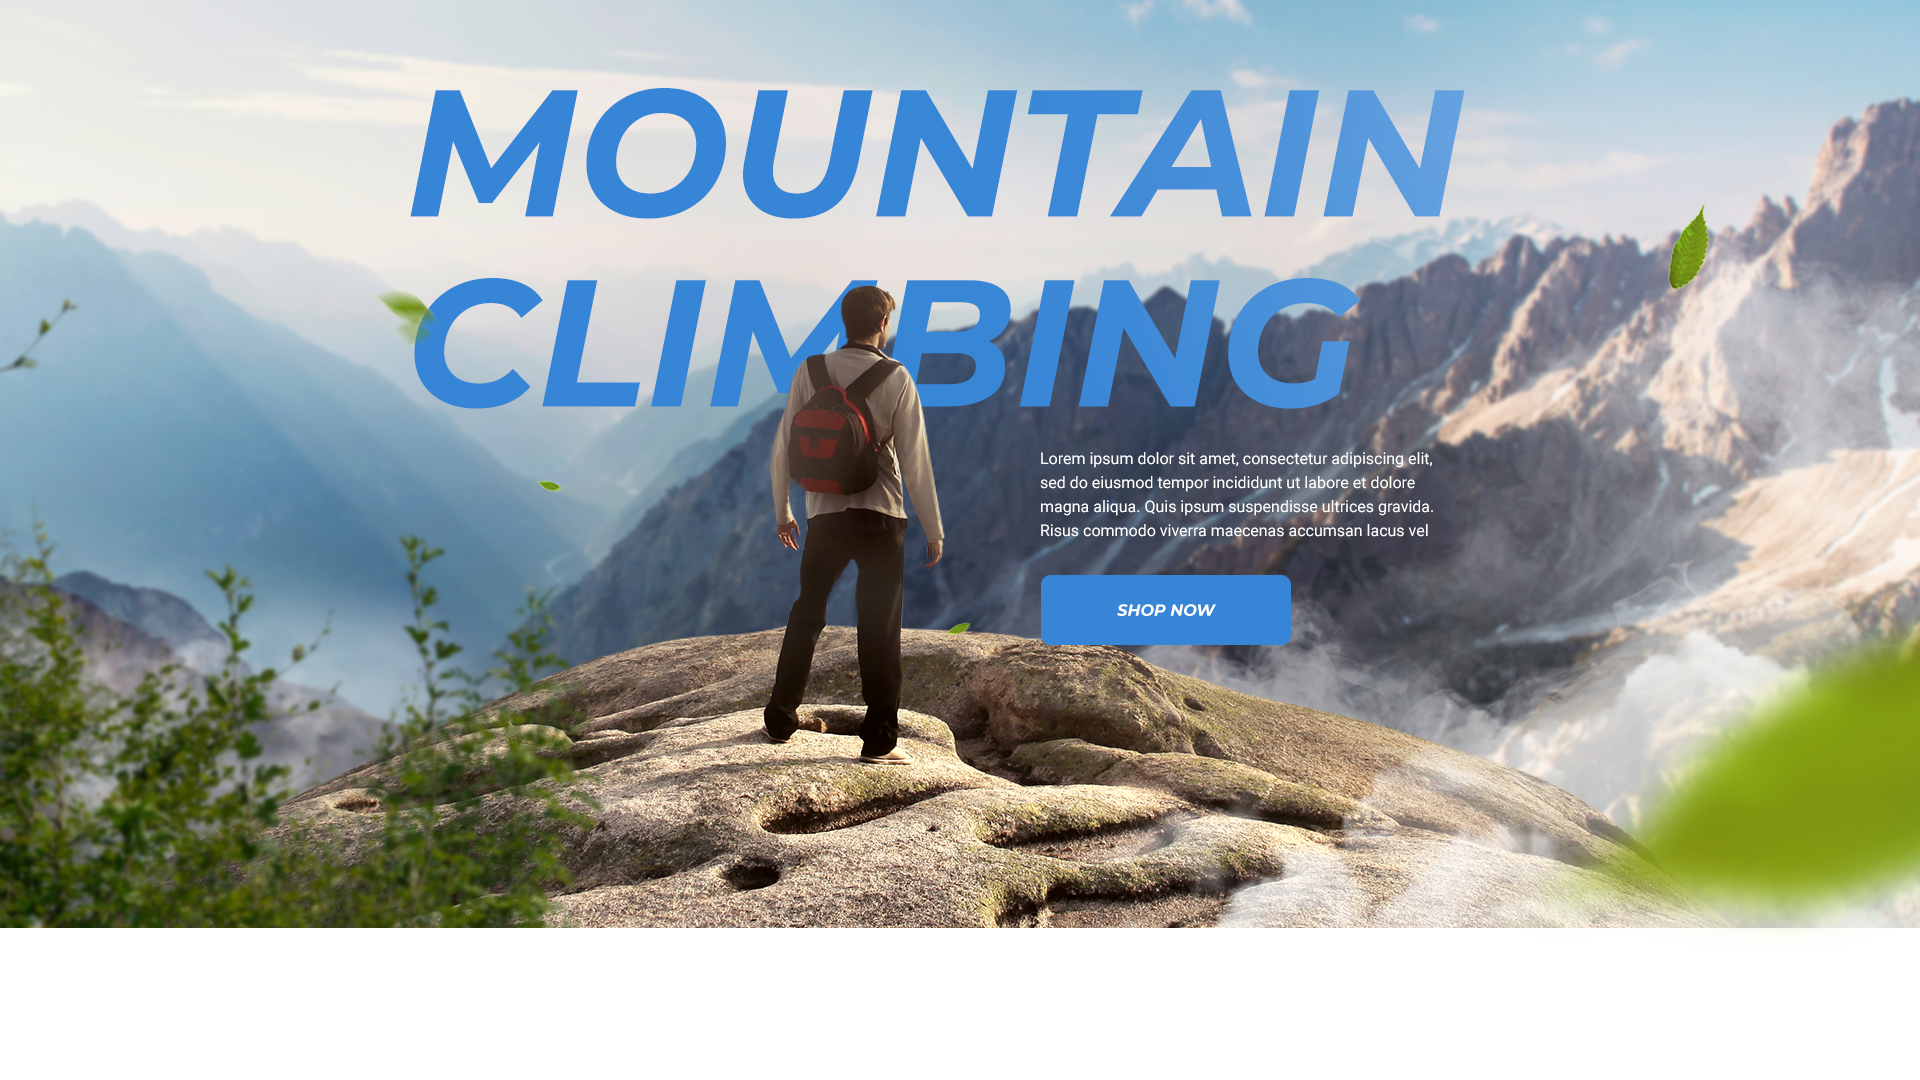 MOUNTAIN
CLIMBING
Lorem ipsum dolor sit amet, consectetur adipiscing elit,
sed do eiusmod tempor incididunt ut labore et dolore
magna aliqua. Quis ipsum suspendisse ultrices gravida.
Risus commodo viverra maecenas accumsan lacus vel
SHOP NOW